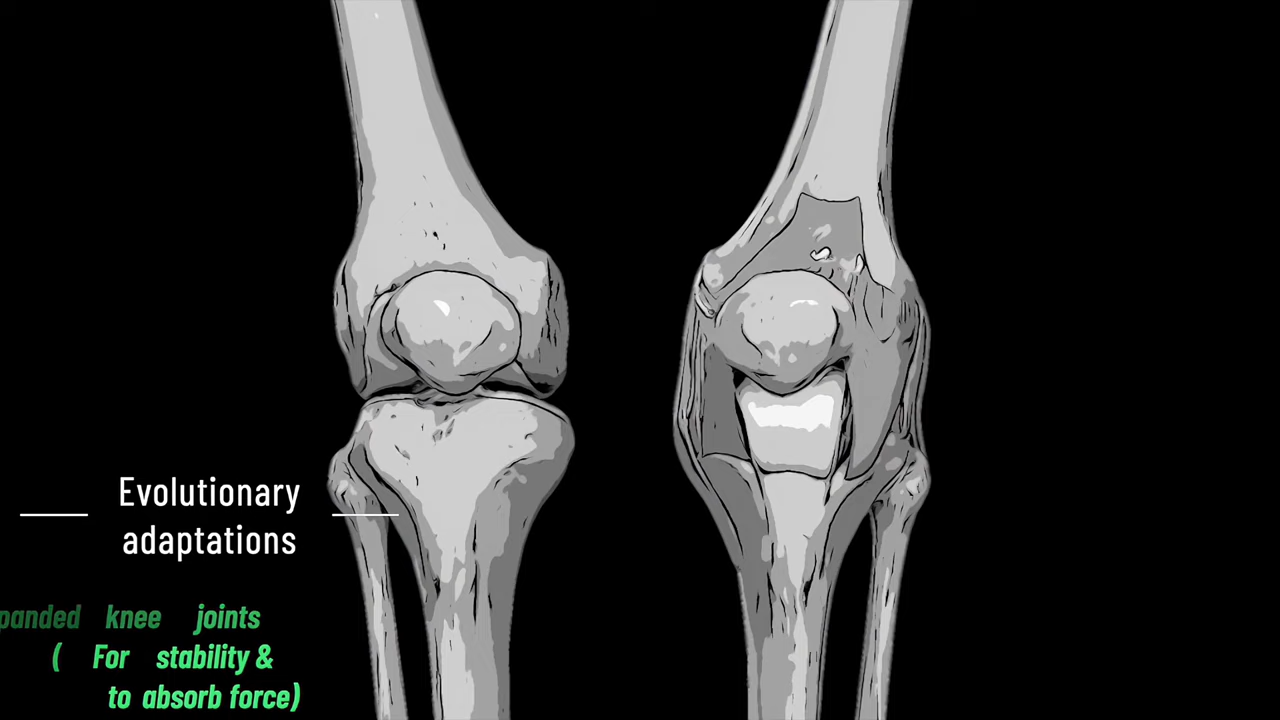 Evolutionary
adaptations
panded knee joints
( For stability &
to absorb force)